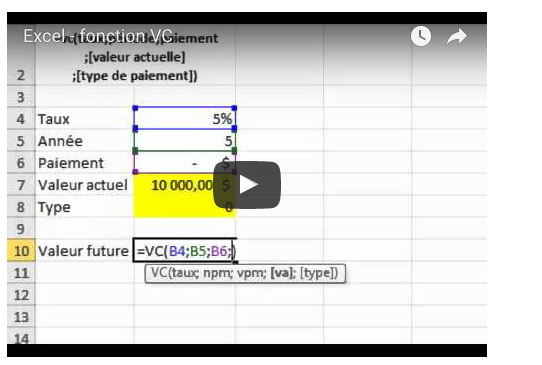 Excel - fonction VC
paiement
;[valeur actuelle]
2 ;[type de paiement])
3
4 Taux 5%
5 Année 5
6 Paiement - $
7 Valeur actuel 10 000,00 $
8 Type 0
9
10 Valeur future =VC(B4;B5;B6;)
11 VC(taux; npm; vpm; [va]; [type])
12
13
14